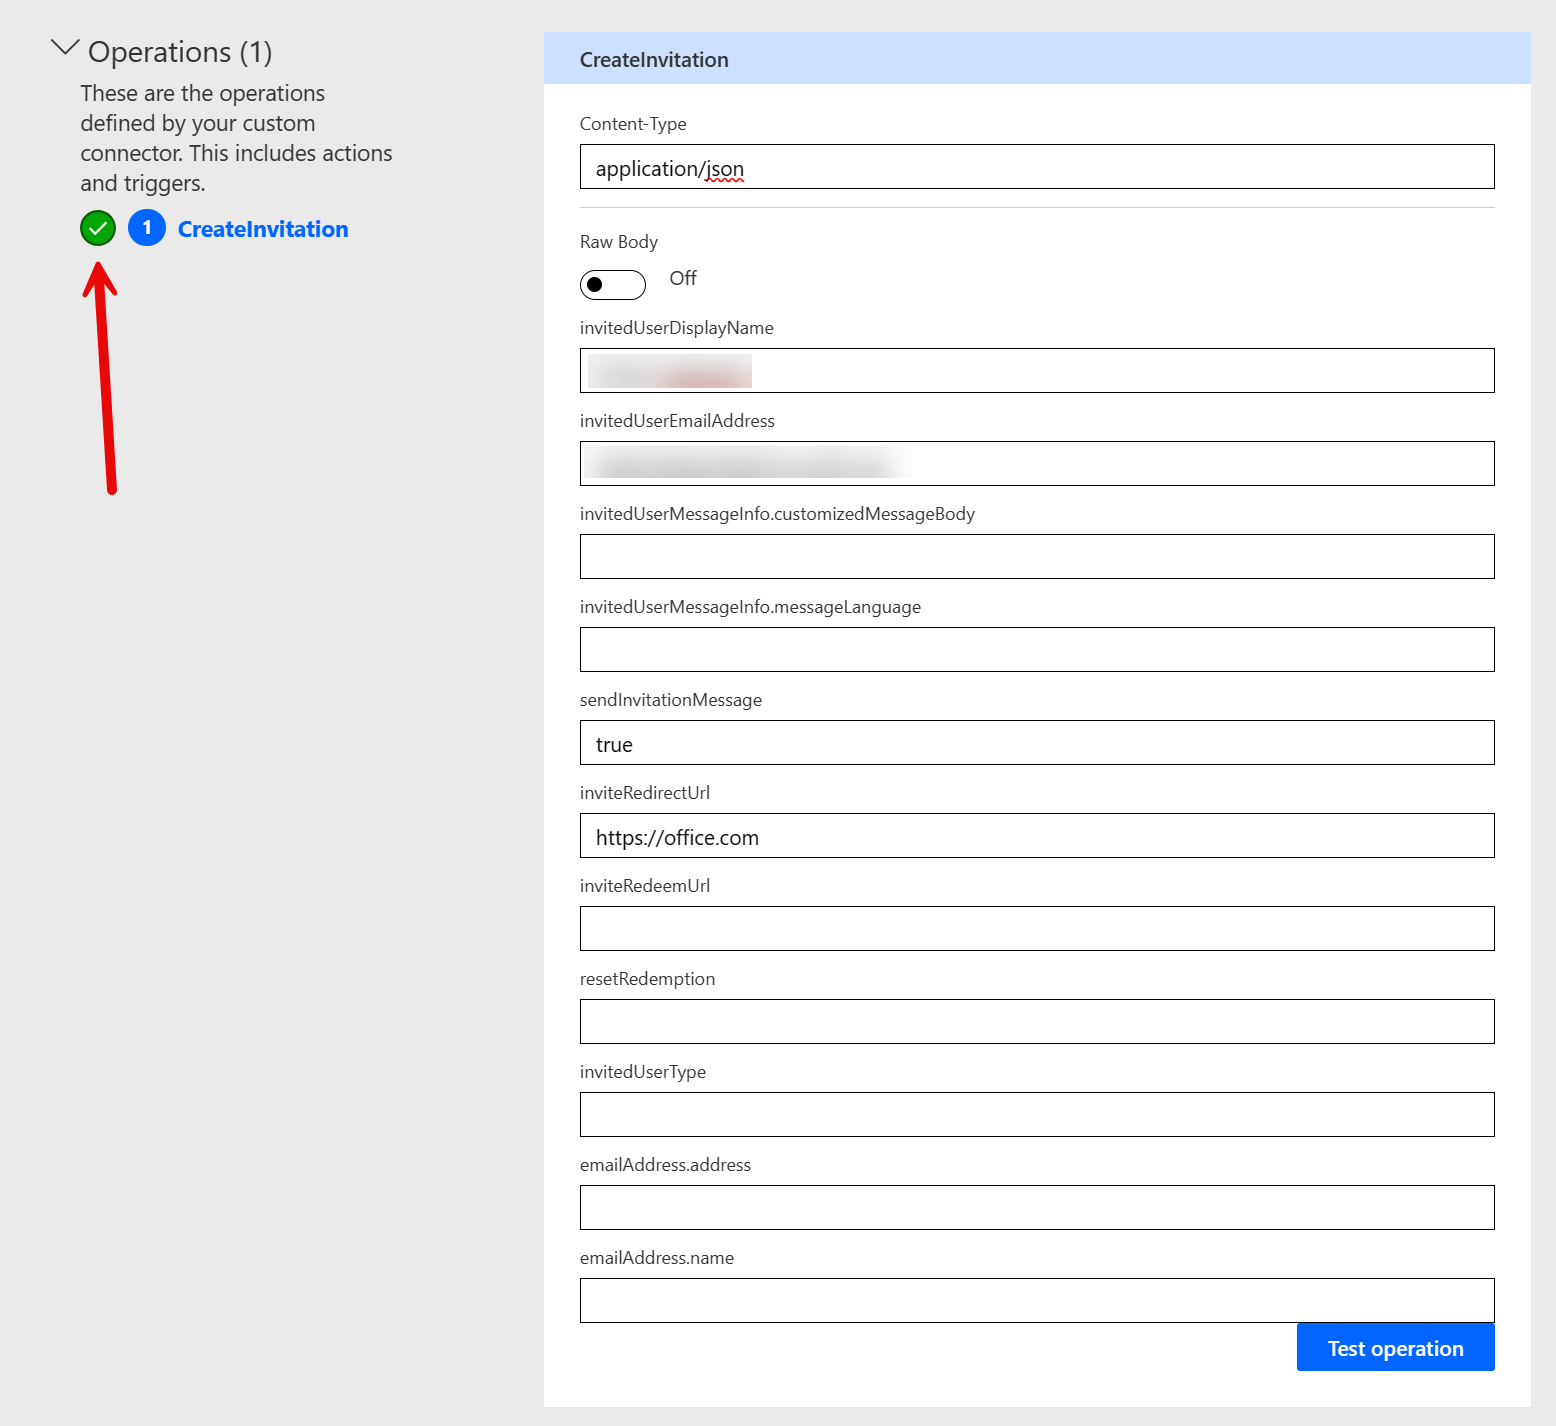 Operations (1)
These are the operations
defined by your custom
connector. This includes actions
and triggers.
1 CreateInvitation
CreateInvitation
Content-Type
application/json
Raw Body
Off
invitedUserDisplayName
invitedUserEmailAddress
invitedUserMessageInfo.customizedMessageBody
invitedUserMessageInfo.messageLanguage
sendInvitationMessage
true
inviteRedirectUrl
https://office.com
inviteRedeemUrl
resetRedemption
invitedUserType
emailAddress.address
emailAddress.name
Test operation